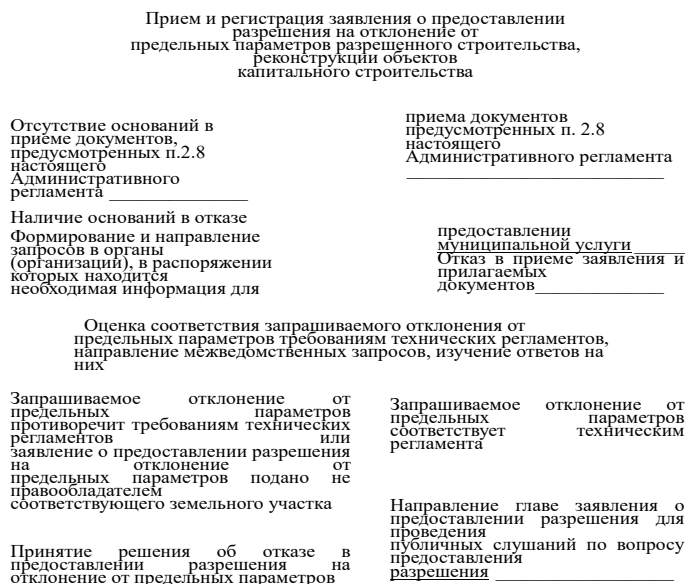 Прием и регистрация заявления о предоставлении
разрешения на отклонение от
предельных параметров разрешенного строительства,
реконструкции объектов
капитального строительства
Отсутствие оснований в
приеме документов,
предусмотренных п.2.8
настоящего
Административного
регламента _______________
Наличие оснований в отказе
приема документов
предусмотренных п. 2.8
настоящего
Административного регламента
______________________________
Формирование и направление
запросов в органы
(организации), в распоряжении
которых находится
необходимая информация для
предоставлении
муниципальной услуги______
Отказ в приеме заявления и
прилагаемых
документов_______________
Оценка соответствия запрашиваемого отклонения от
предельных параметров требованиям технических регламентов,
направление межведомственных запросов, изучение ответов на
них
Запрашиваемое отклонение от
предельных параметров
противоречит требованиям технических
регламентов или
заявление о предоставлении разрешения
на отклонение от
предельных параметров подано не
правообладателем
соответствующего земельного участка
Запрашиваемое отклонение от
предельных параметров
соответствует техническим
регламента
Принятие решения об отказе в
предоставлении разрешения на
отклонение от предельных параметров
Направление главе заявления о
предоставлении разрешения для
проведения
публичных слушаний по вопросу
предоставления
разрешения ____________________